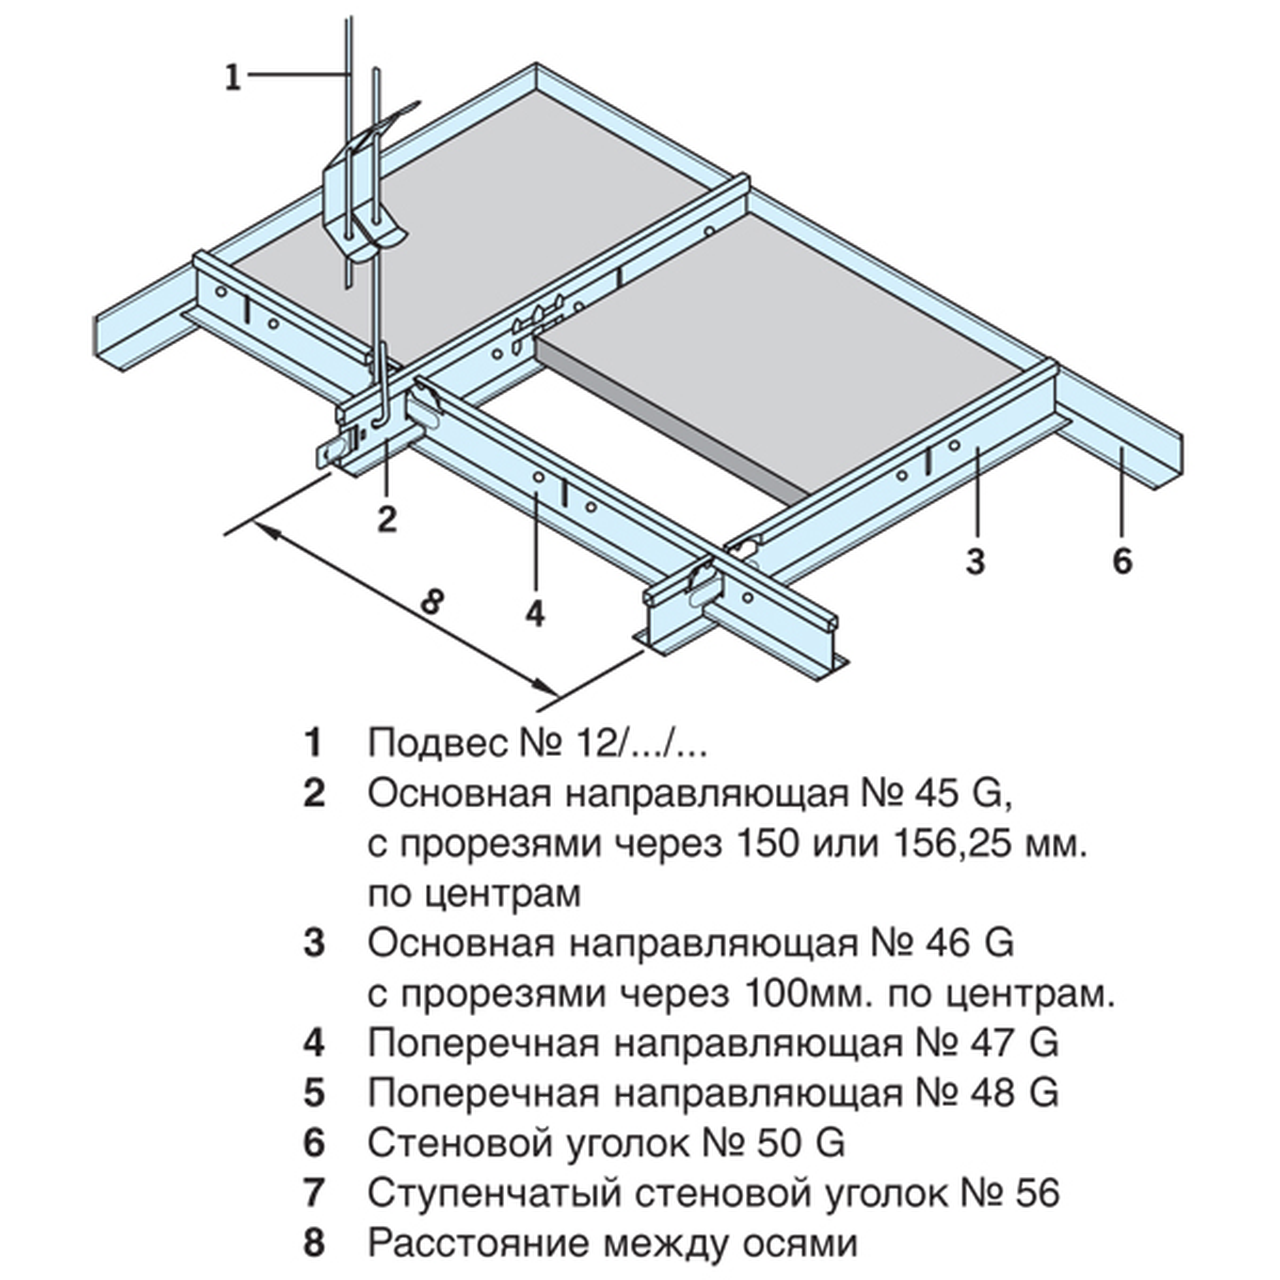 1
2
3
6
8
4
1 Подвес № 12/.../...
2 Основная направляющая № 45 G,
с прорезями через 150 или 156,25 мм.
по центрам
3 Основная направляющая № 46 G
с прорезями через 100мм. по центрам.
4 Поперечная направляющая № 47 G
5 Поперечная направляющая № 48 G
6 Стеновой уголок № 50 G
7 Ступенчатый стеновой уголок № 56
8 Расстояние между осями